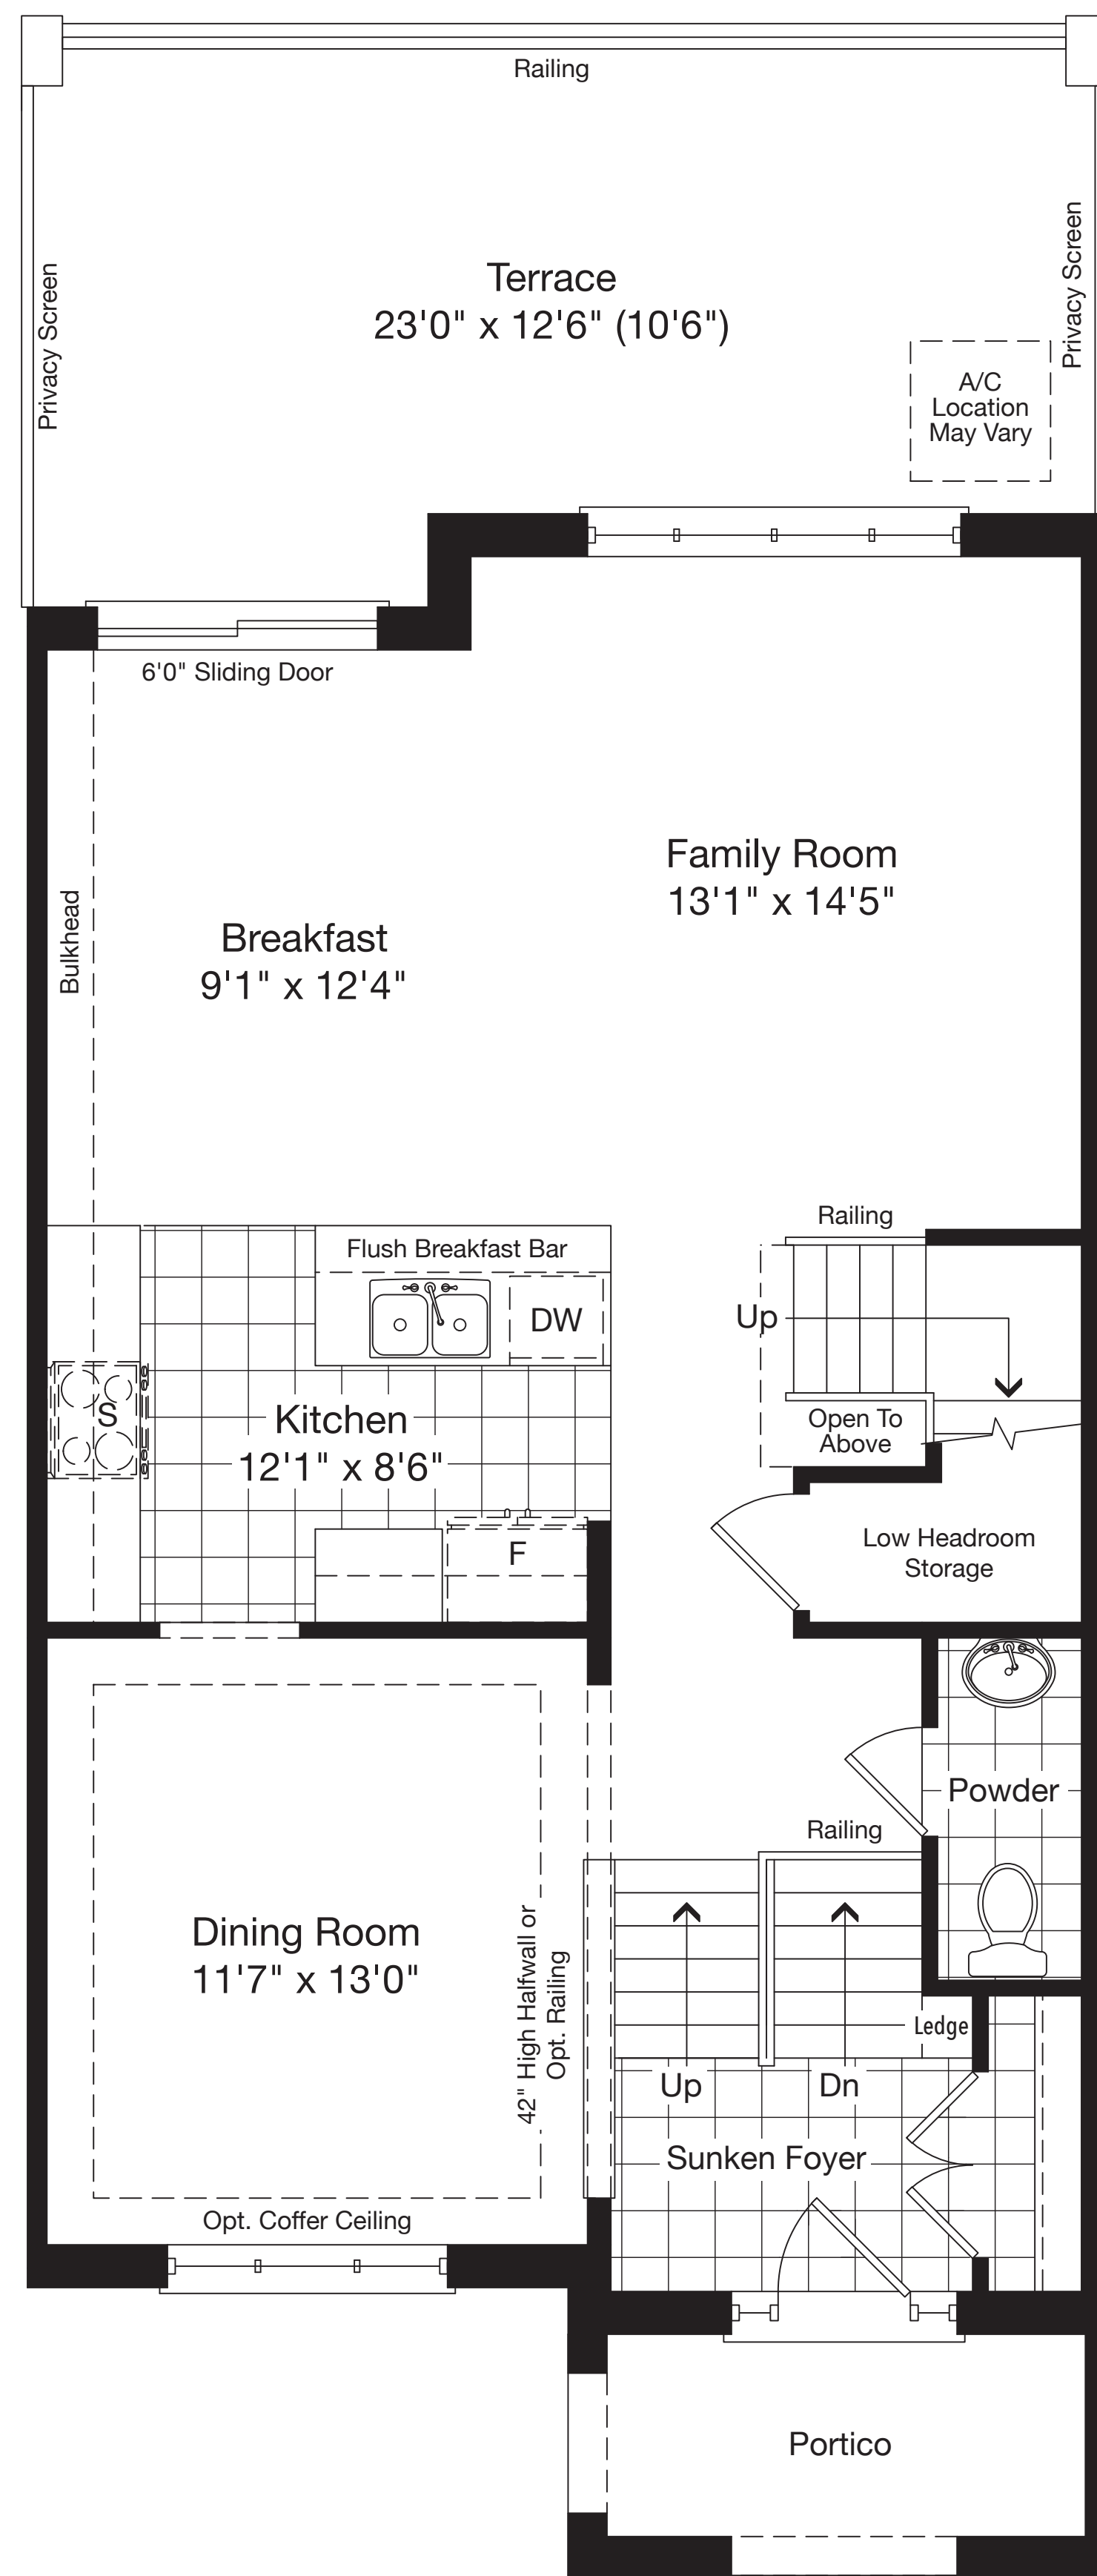 Railing
Privacy Screen
Privacy Screen
Terrace
23'0" x 12'6" (10'6")
A/C
Location
May Vary
6'0" Sliding Door
Family Room
13'1" x 14'5"
Bulkhead
Breakfast
9'1" x 12'4"
Railing
Flush Breakfast Bar
DW
Up
S
Kitchen
12'1" x 8'6"
Open To
Above
F
Low Headroom
Storage
Powder
Railing
Dining Room
11'7" x 13'0"
42" High Halfwall or
Opt. Railing
Ledge
Up
Dn
Sunken Foyer
Opt. Coffer Ceiling
Portico